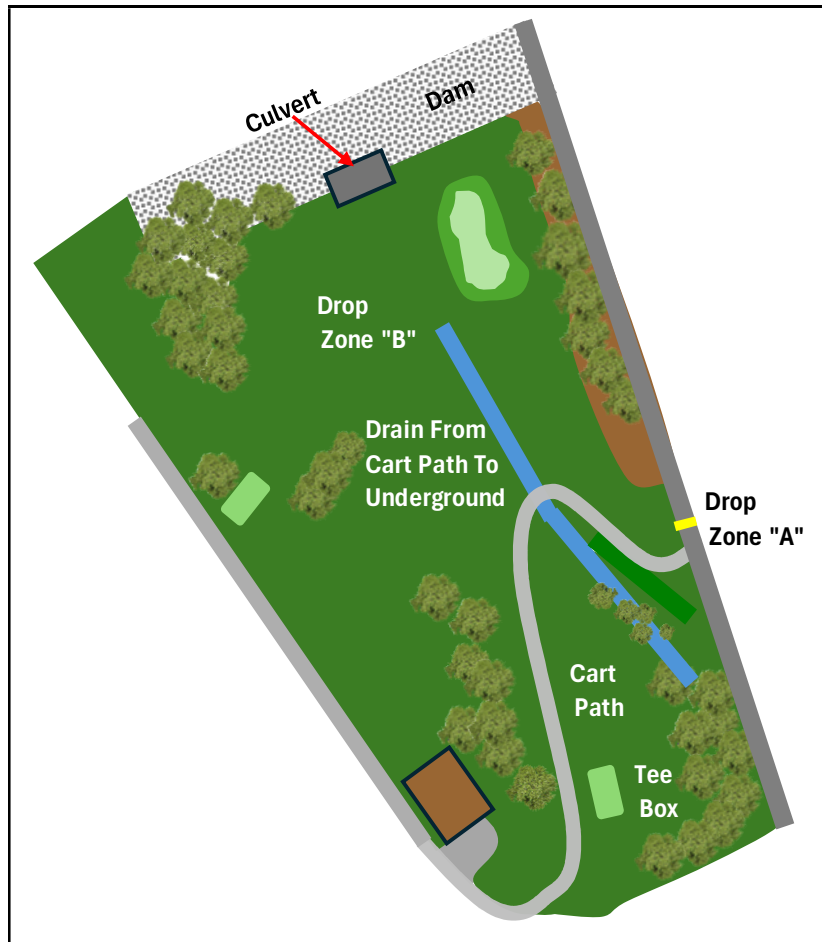 Culvert
Dam
Drop
Zone "B"
Drain From
Cart Path To
Underground
Drop
Zone "A"
Cart
Path
Tee
Box